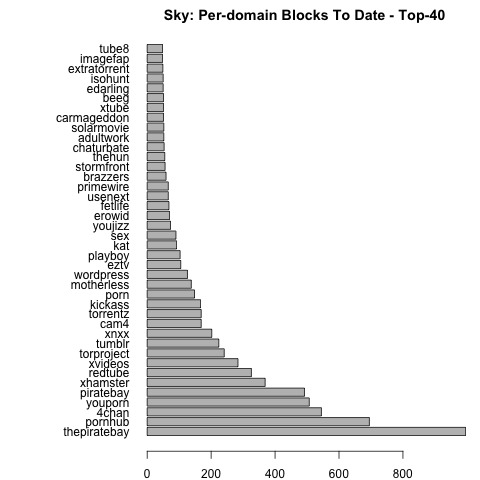 Sky: Per-domain Blocks To Date - Top-40
tube8
imagefap
extratorrent
isohunt
edarling
beeg
xtube
carmageddon
solarmovie
adultwork
chaturbate
thehun
stormfront
brazzers
primewire
usenext
fetlife
erowid
youjizz
sex
kat
playboy
eztv
wordpress
motherless
porn
kickass
torrentz
cam4
xnxx
tumblr
torproject
xvideos
redtube
xhamster
piratebay
youporn
4chan
pornhub
thepiratebay
0 200 400 600 800